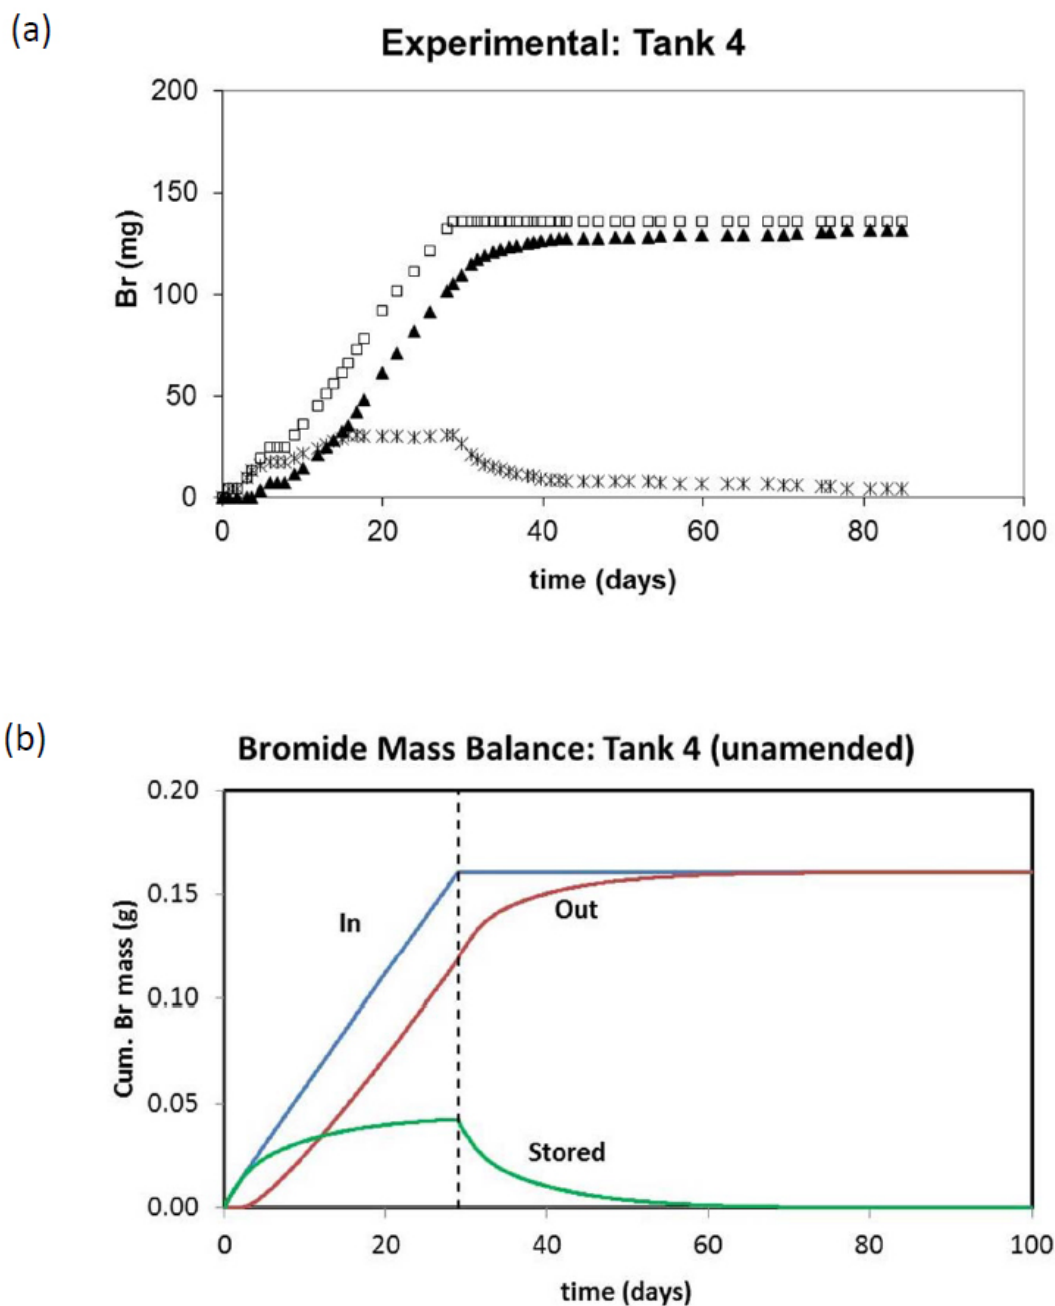 (a)
Experimental: Tank 4
200
150
100
50
0
Br (mg)
0 20 40 60 80 100
time (days)
(b)
Bromide Mass Balance: Tank 4 (unamended)
0.20
0.15
0.10
0.05
0.00
Cum. Br mass (g)
In
Out
Stored
0 20 40 60 80 100
time (days)